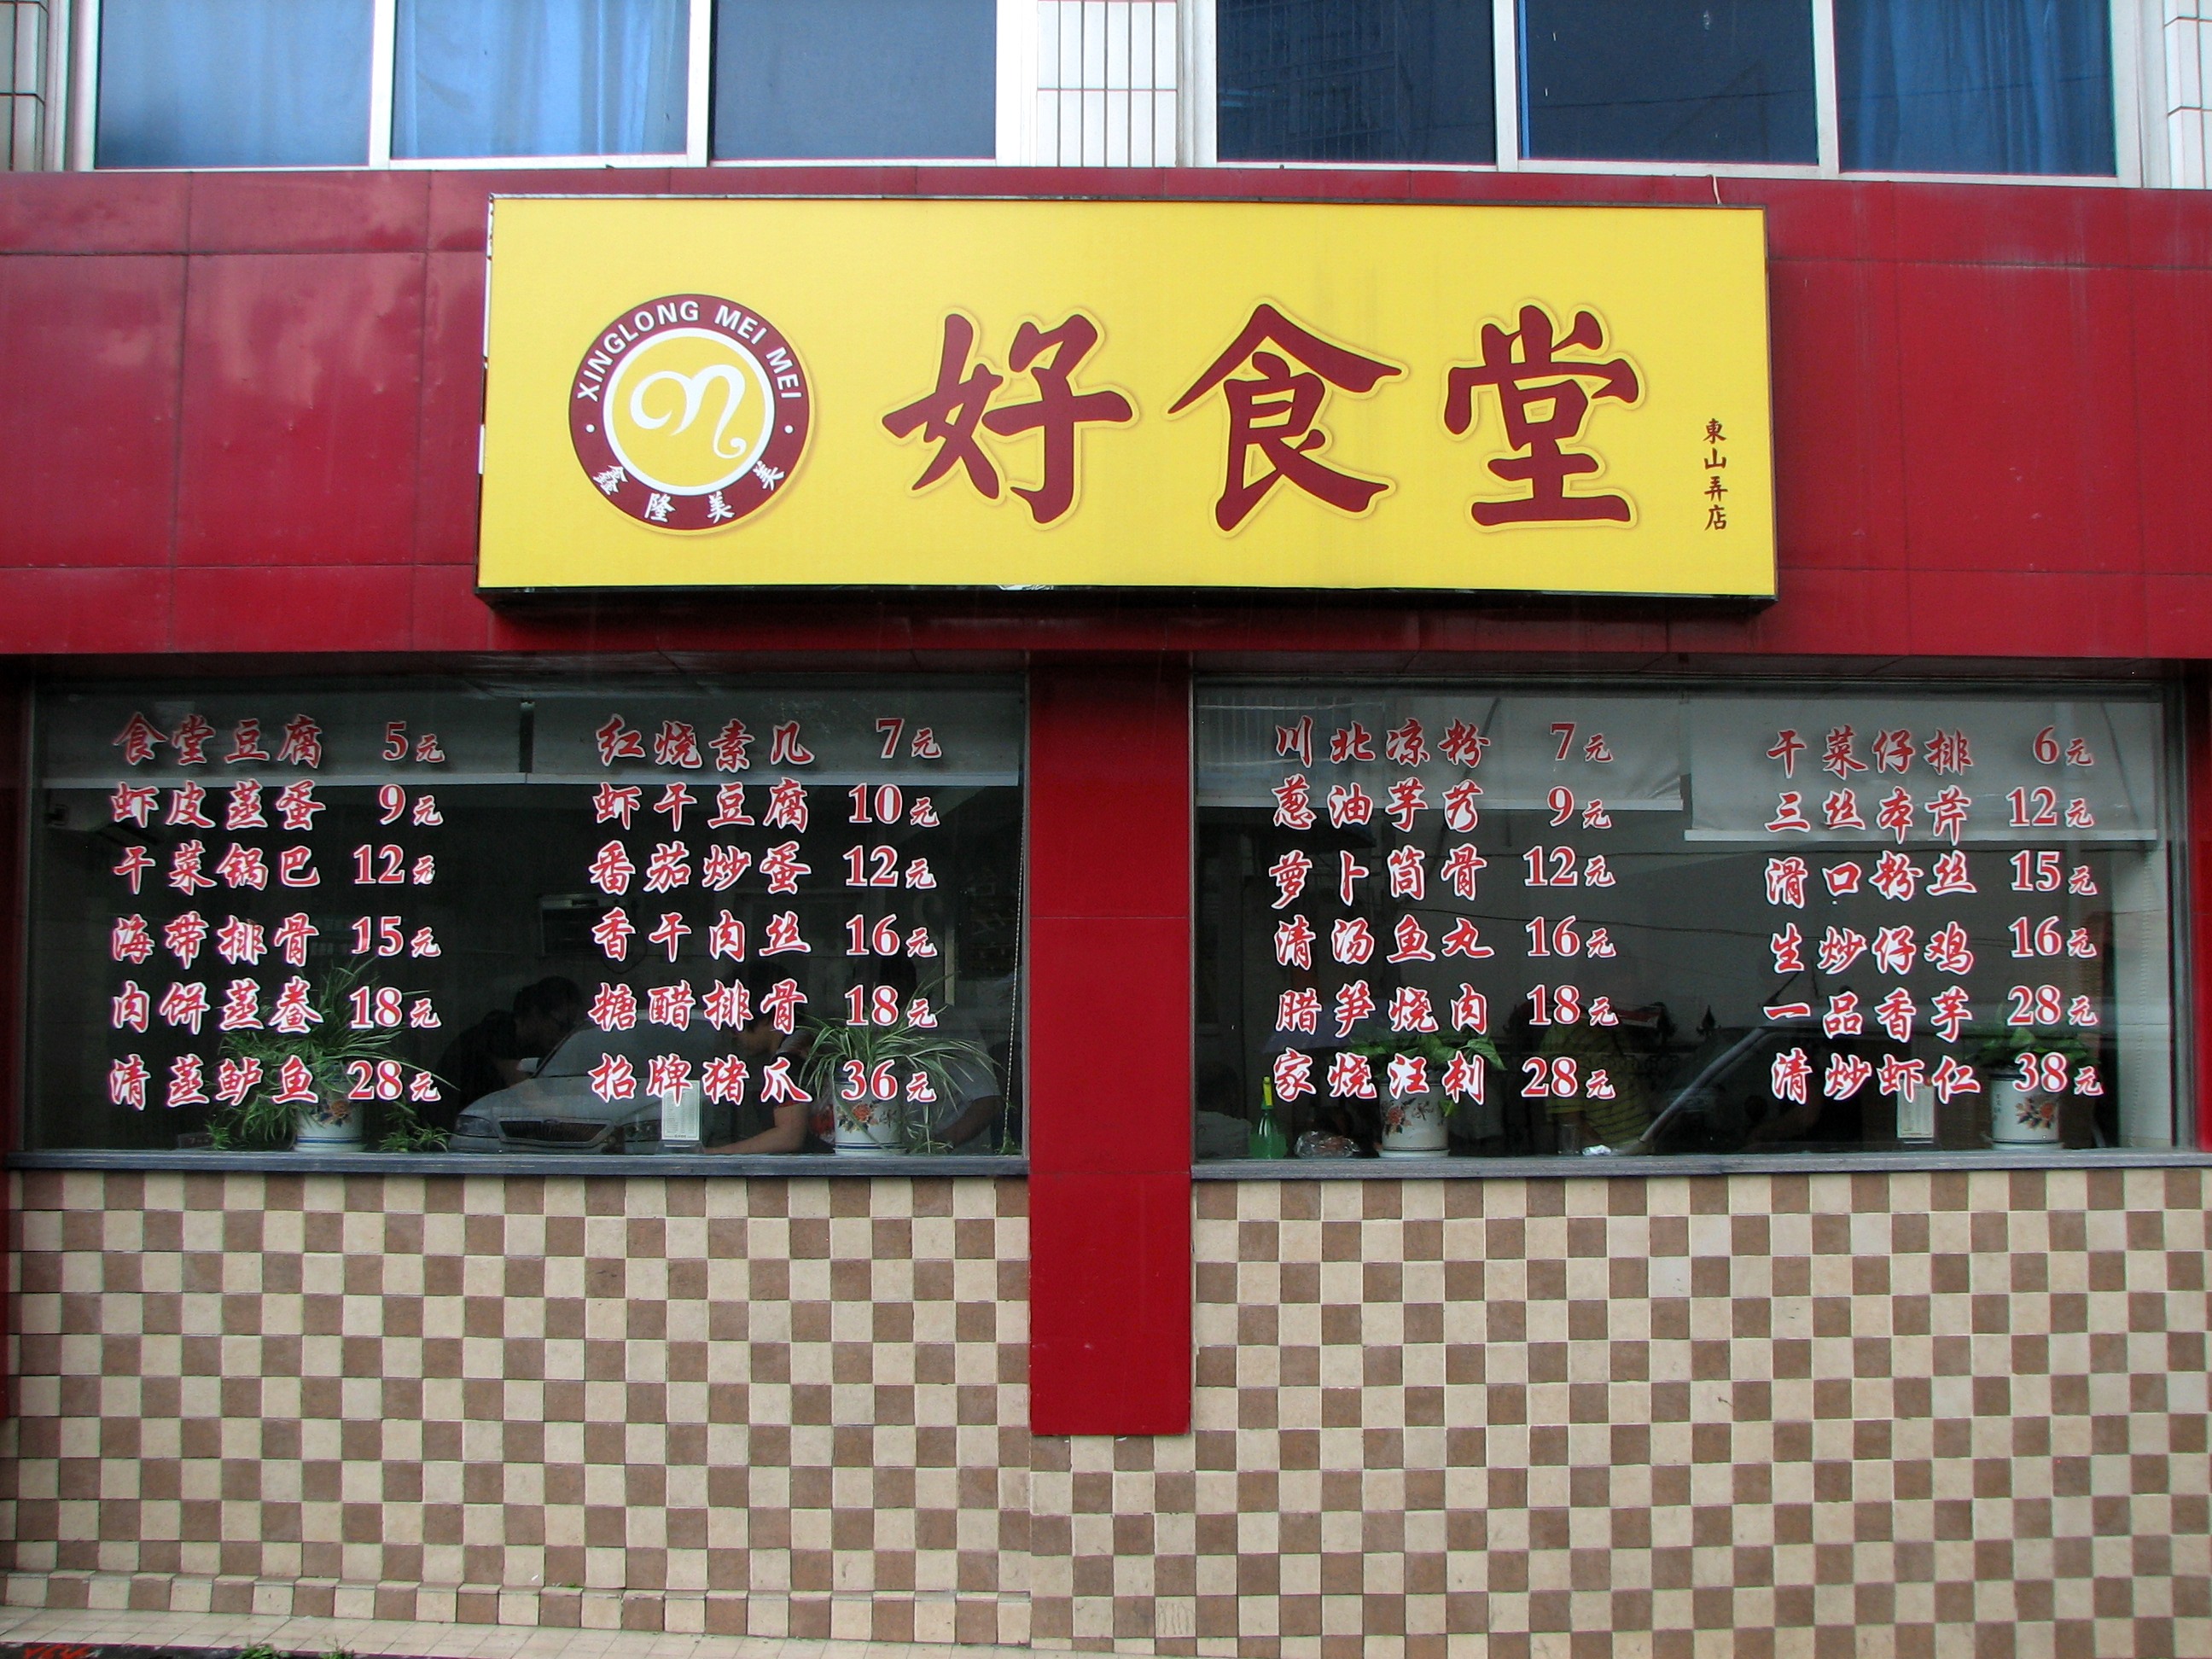 XINGLONG MEI MEI
鑫隆美美
好食堂
東山弄店
食堂豆腐 5元
虾皮蒸蛋 9元
干菜锅巴 12元
海带排骨 15元
肉饼蒸鲞 18元
清蒸鲈鱼 28元
红烧素几 7元
虾干豆腐 10元
番茄炒蛋 12元
香干肉丝 16元
糖醋排骨 18元
招牌猪爪 36元
川北凉粉 7元
葱油芋艿 9元
萝卜筒骨 12元
清汤鱼丸 16元
腊笋烧肉 18元
家烧汪刺 28元
干菜仔排 6元
三丝本芹 12元
滑口粉丝 15元
生炒仔鸡 16元
一品香芋 28元
清炒虾仁 38元